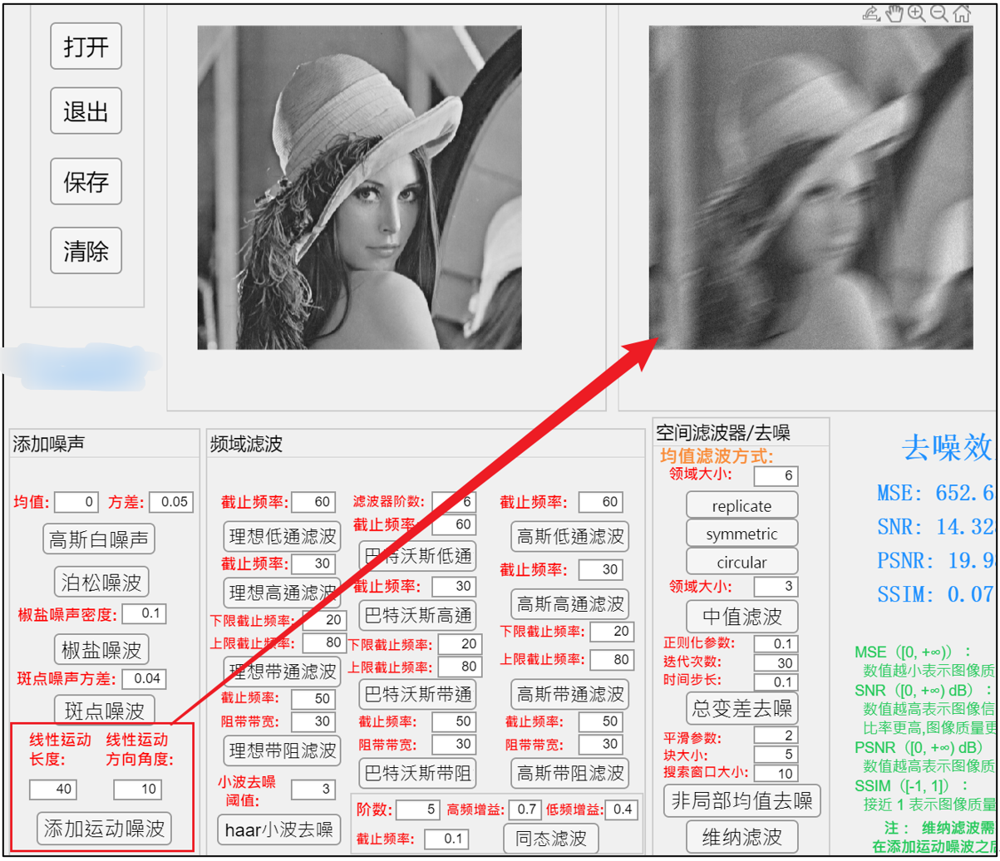 打开
退出
保存
清除
添加噪声
均值: 0 方差: 0.05
高斯白噪声
泊松噪波
椒盐噪声密度: 0.1
椒盐噪波
斑点噪声方差: 0.04
斑点噪波
线性运动 线性运动
长度: 方向角度:
40 10
添加运动噪波
频域滤波
截止频率: 60
理想低通滤波
截止频率: 30
理想高通滤波
下限截止频率: 20
上限截止频率: 80
理想带通滤波
截止频率: 50
阻带带宽: 30
理想带阻滤波
小波去噪
阈值: 3
haar小波去噪
滤波器阶数: 6
截止频率: 60
巴特沃斯低通
截止频率: 30
巴特沃斯高通
下限截止频率: 20
上限截止频率: 80
巴特沃斯带通
截止频率: 50
阻带带宽: 30
巴特沃斯带阻
截止频率: 60
高斯低通滤波
截止频率: 30
高斯高通滤波
下限截止频率: 20
上限截止频率: 80
高斯带通滤波
截止频率: 50
阻带带宽: 30
高斯带阻滤波
阶数: 5 高频增益: 0.7 低频增益: 0.4
截止频率: 0.1 同态滤波
空间滤波器/去噪
均值滤波方式:
领域大小: 6
replicate
symmetric
circular
领域大小: 3
中值滤波
正则化参数: 0.1
迭代次数: 30
时间步长: 0.1
总变差去噪
平滑参数: 2
块大小: 5
搜索窗口大小: 10
非局部均值去噪
维纳滤波
去噪效
MSE: 652.6
SNR: 14.32
PSNR: 19.9
SSIM: 0.07
MSE（[0, +∞)）：
数值越小表示图像质
SNR（[0, +∞) dB）：
数值越高表示图像信
比率更高,图像质量更
PSNR（[0, +∞) dB）
数值越高表示图像质
SSIM（[-1, 1]）：
接近 1 表示图像质量
注： 维纳滤波需
在添加运动噪波之后